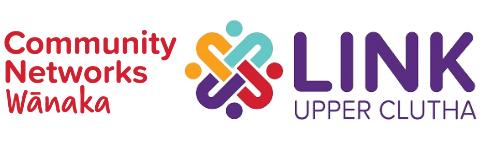 Community
Networks
Wānaka
LINK
UPPER CLUTHA